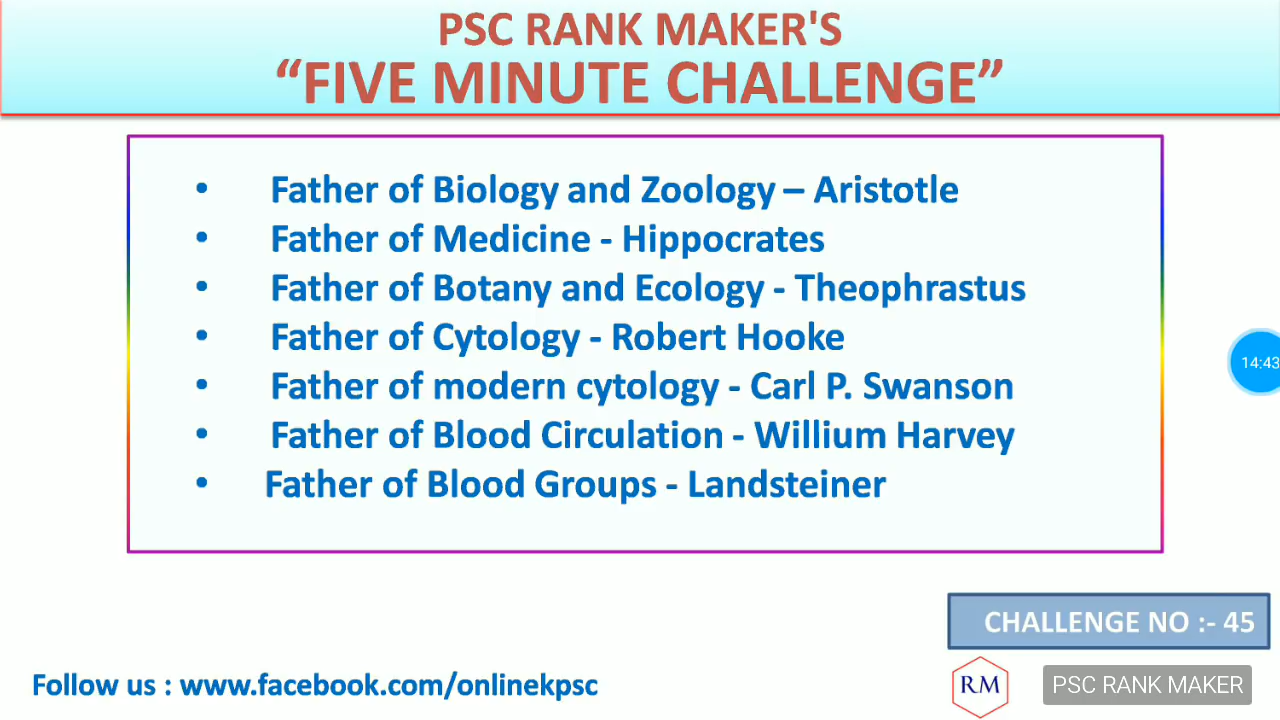 PSC RANK MAKER'S
“FIVE MINUTE CHALLENGE”
• Father of Biology and Zoology – Aristotle
• Father of Medicine - Hippocrates
• Father of Botany and Ecology - Theophrastus
• Father of Cytology - Robert Hooke
• Father of modern cytology - Carl P. Swanson
• Father of Blood Circulation - Willium Harvey
• Father of Blood Groups - Landsteiner
14:43
CHALLENGE NO :- 45
Follow us : www.facebook.com/onlinekpsc
RM
PSC RANK MAKER